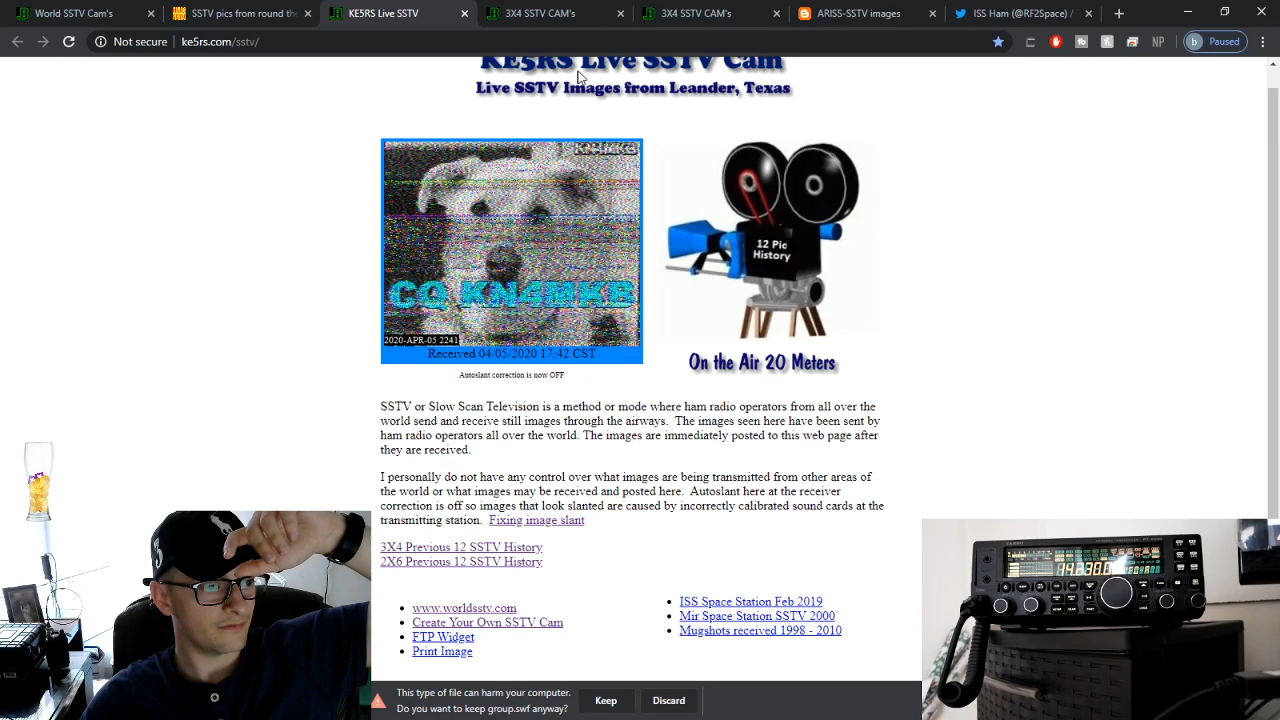 World SSTV Cam's
SSTV pics from round th
KE5RS Live SSTV
3X4 SSTV CAM's
3X4 SSTV CAM's
ARISS-SSTV images
ISS Ham (@RF2Space) /
Not secure
ke5rs.com/sstv/
NP
b Paused
KE5RS Live SSTV Cam
Live SSTV Images from Leander, Texas
2020-APR-05 2241
Received 04/05/2020 17:42 CST
Autoslant correction is now OFF
12 Pic
History
On the Air 20 Meters
SSTV or Slow Scan Television is a method or mode where ham radio operators from all over the
world send and receive still images through the airways. The images seen here have been sent by
ham radio operators all over the world. The images are immediately posted to this web page after
they are received.
I personally do not have any control over what images are being transmitted from other areas of
the world or what images may be received and posted here. Autoslant here at the receiver
correction is off so images that look slanted are caused by incorrectly calibrated sound cards at the
transmitting station. Fixing image slant
3X4 Previous 12 SSTV History
2X6 Previous 12 SSTV History
www.worldsstv.com
Create Your Own SSTV Cam
FTP Widget
Print Image
ISS Space Station Feb 2019
Mir Space Station SSTV 2000
Mugshots received 1998 - 2010
This type of file can harm your computer.
Do you want to keep group.swf anyway?
Keep
Discard
YAESU
14.230.0